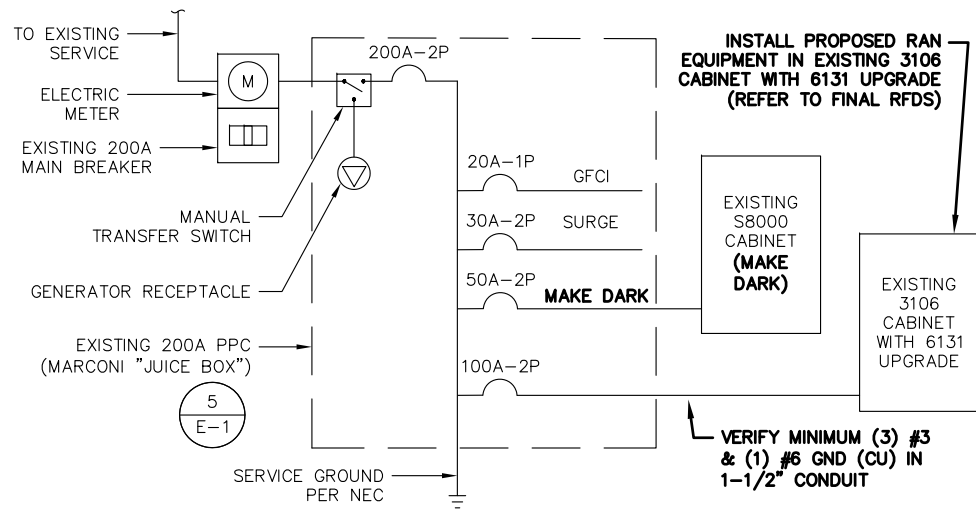 TO EXISTING
SERVICE
ELECTRIC
METER
EXISTING 200A
MAIN BREAKER
M
MANUAL
TRANSFER SWITCH
GENERATOR RECEPTACLE
EXISTING 200A PPC
(MARCONI "JUICE BOX")
5
E-1
SERVICE GROUND
PER NEC
200A-2P
20A-1P
GFCI
30A-2P
SURGE
50A-2P
MAKE DARK
100A-2P
EXISTING
S8000
CABINET
(MAKE
DARK)
INSTALL PROPOSED RAN
EQUIPMENT IN EXISTING 3106
CABINET WITH 6131 UPGRADE
(REFER TO FINAL RFDS)
EXISTING
3106
CABINET
WITH 6131
UPGRADE
VERIFY MINIMUM (3) #3
& (1) #6 GND (CU) IN
1-1/2" CONDUIT